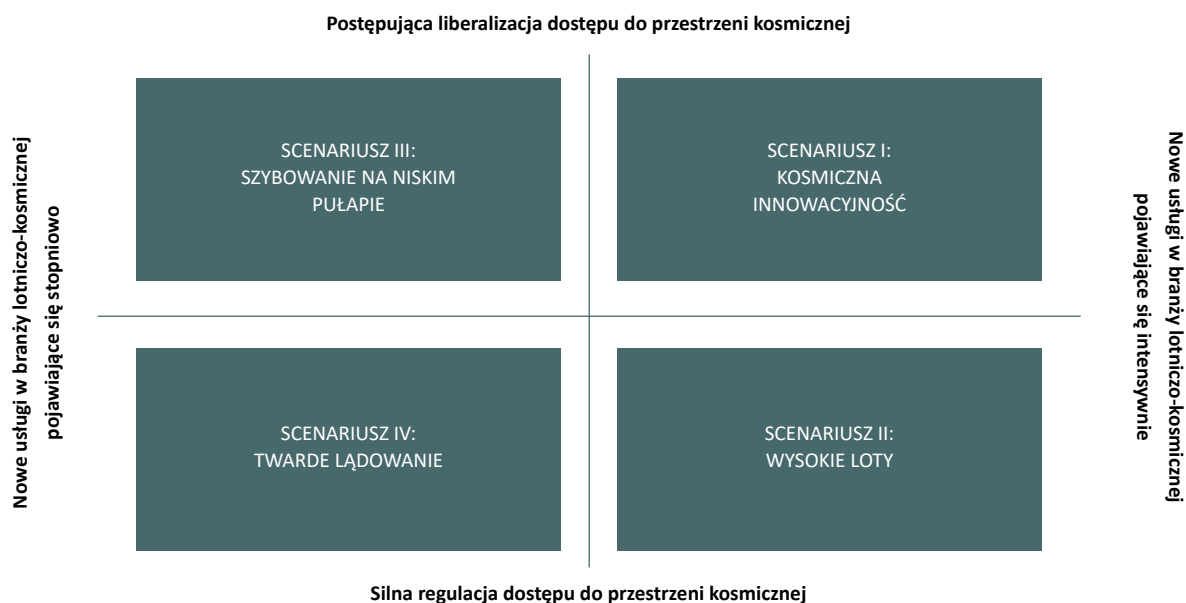 Postępująca liberalizacja dostępu do przestrzeni kosmicznej
Nowe usługi w branży lotniczo-kosmicznej
pojawiające się stopniowo
SCENARIUSZ III:
SZYBOWANIE NA NISKIM
PUŁAPIE
SCENARIUSZ I:
KOSMICZNA
INNOWACYJNOŚĆ
Nowe usługi w branży lotniczo-kosmicznej
pojawiające się intensywnie
SCENARIUSZ IV:
TWARDE LĄDOWANIE
SCENARIUSZ II:
WYSOKIE LOTY
Silna regulacja dostępu do przestrzeni kosmicznej